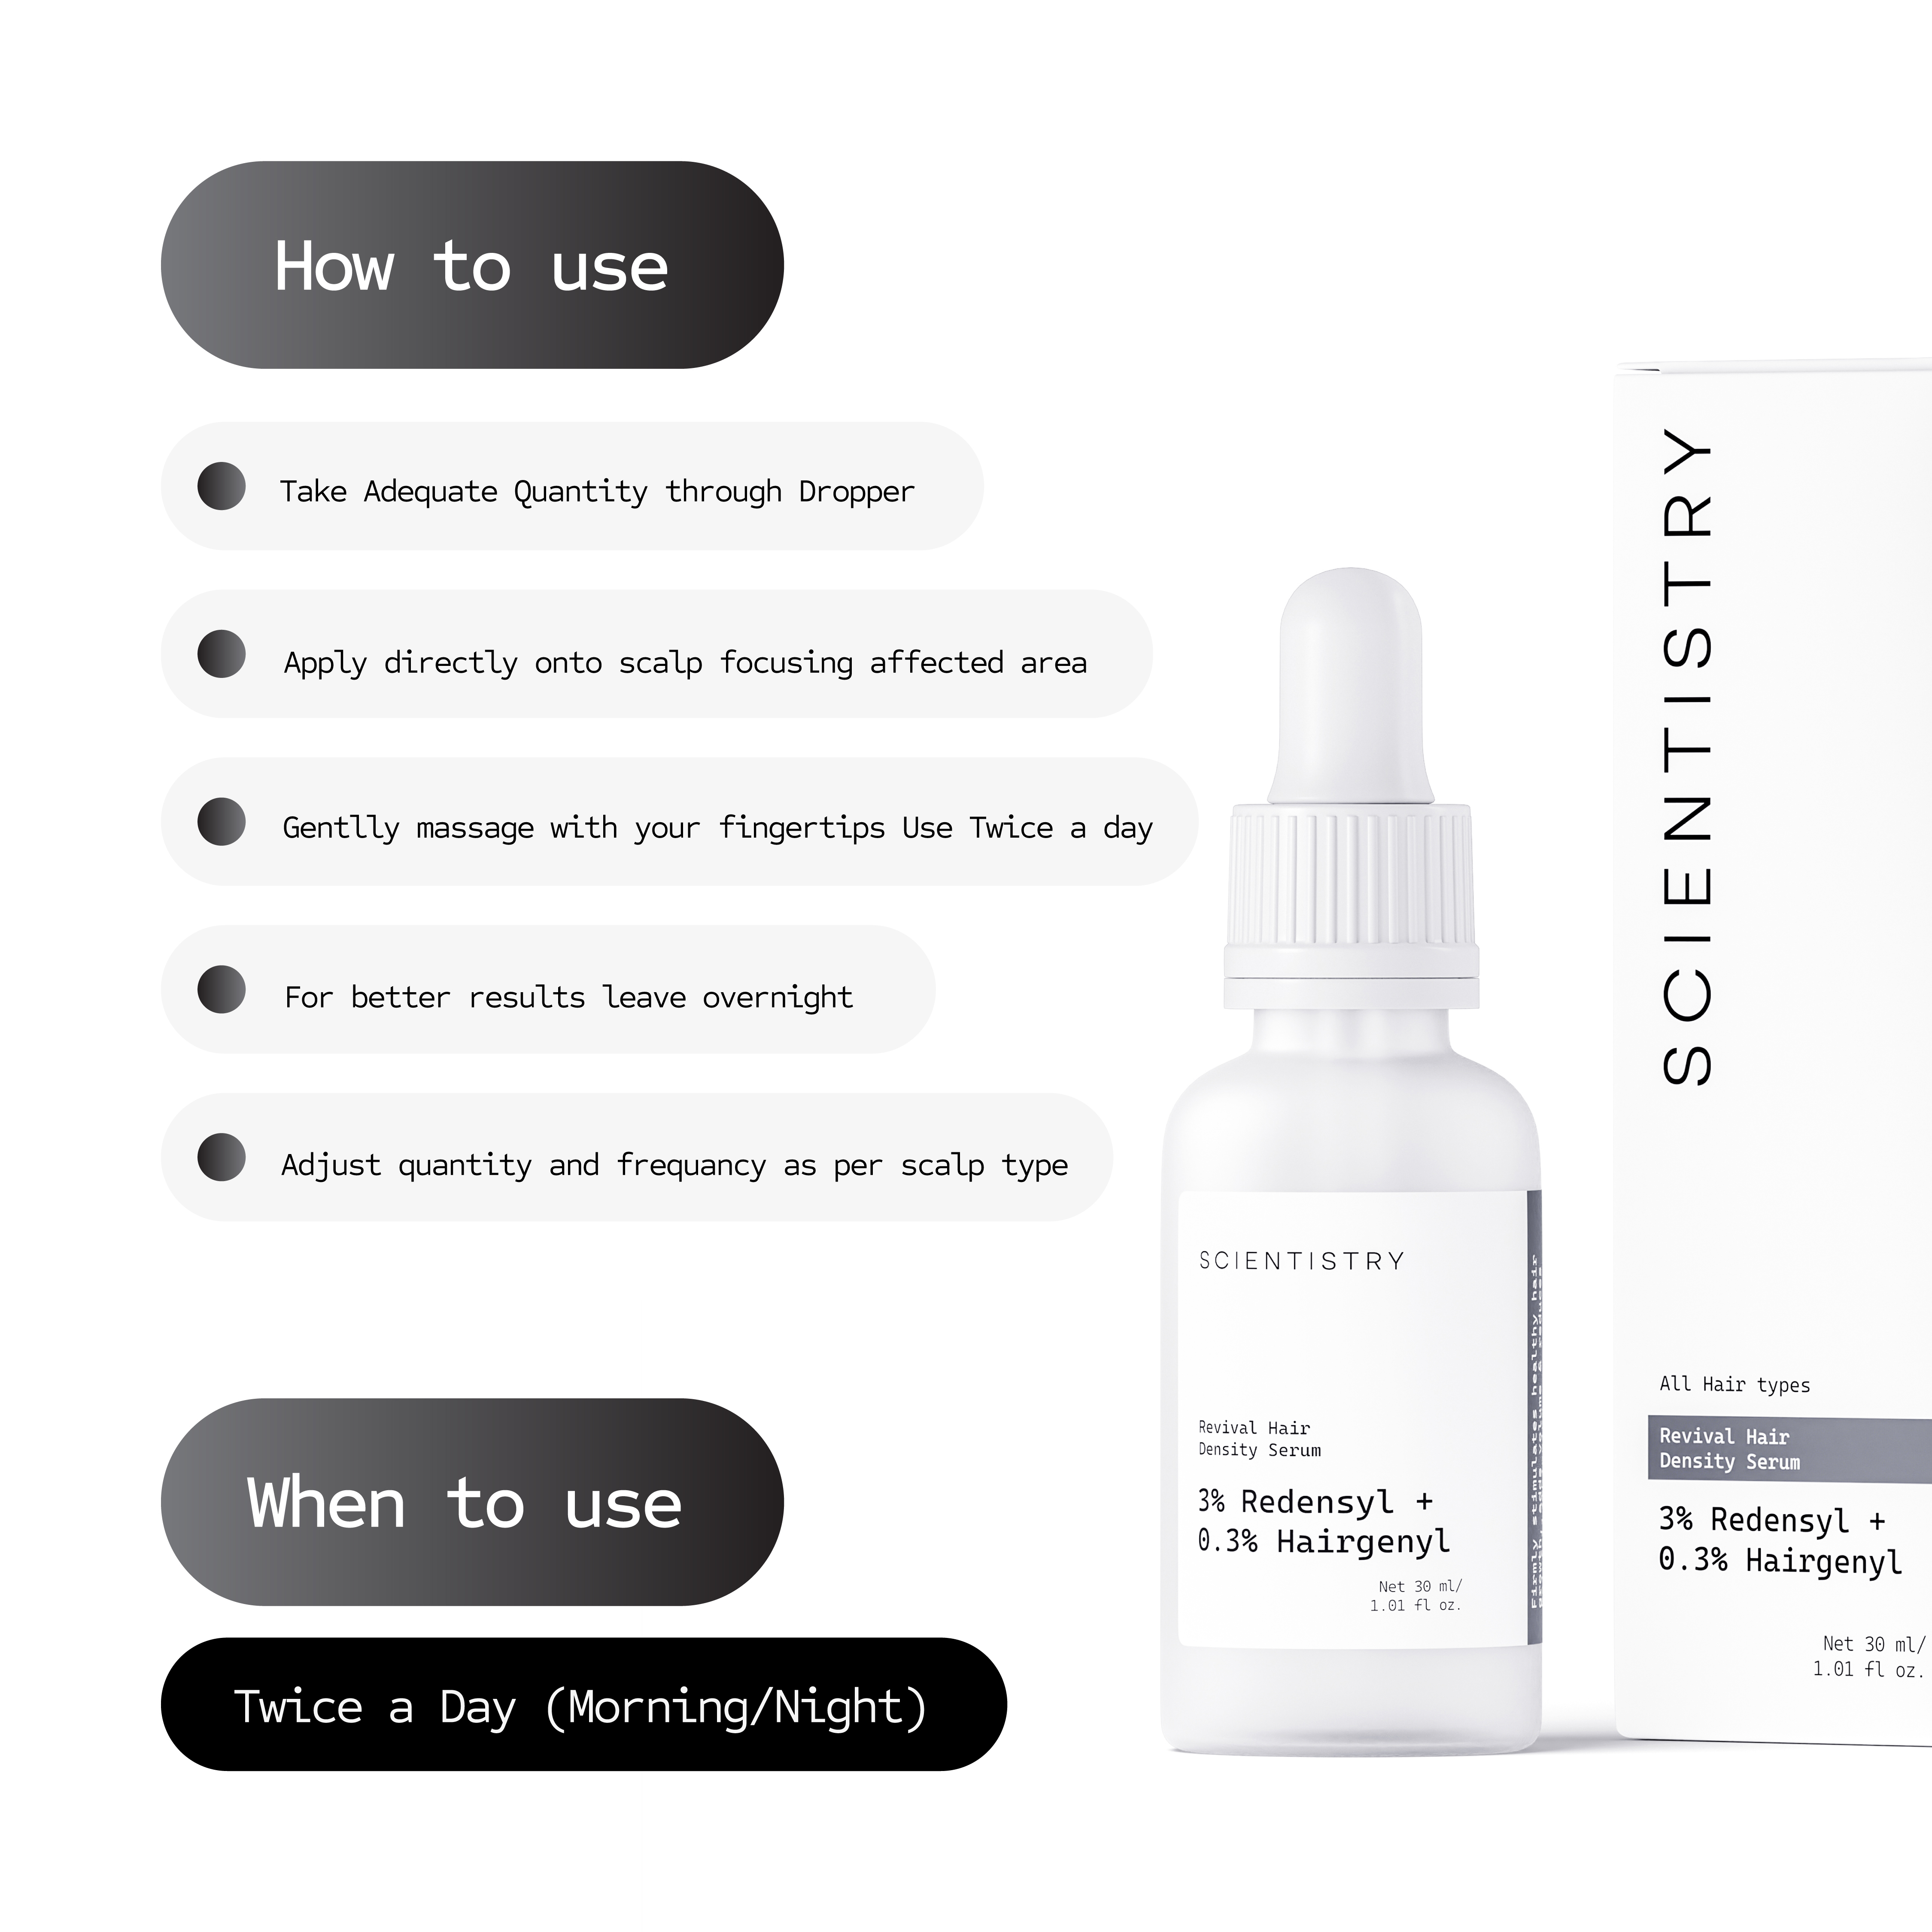 How to use
Take Adequate Quantity through Dropper
Apply directly onto scalp focusing affected area
Gentlly massage with your fingertips Use Twice a day
For better results leave overnight
Adjust quantity and frequancy as per scalp type
When to use
Twice a Day (Morning/Night)
SCIENTISTRY
Revival Hair
Density Serum
3% Redensyl +
0.3% Hairgenyl
Net 30 ml/
1.01 fl oz.
Firmly stimulates healthy hair
SCIENTISTRY
All Hair types
Revival Hair
Density Serum
3% Redensyl +
0.3% Hairgenyl
Net 30 ml/
1.01 fl oz.